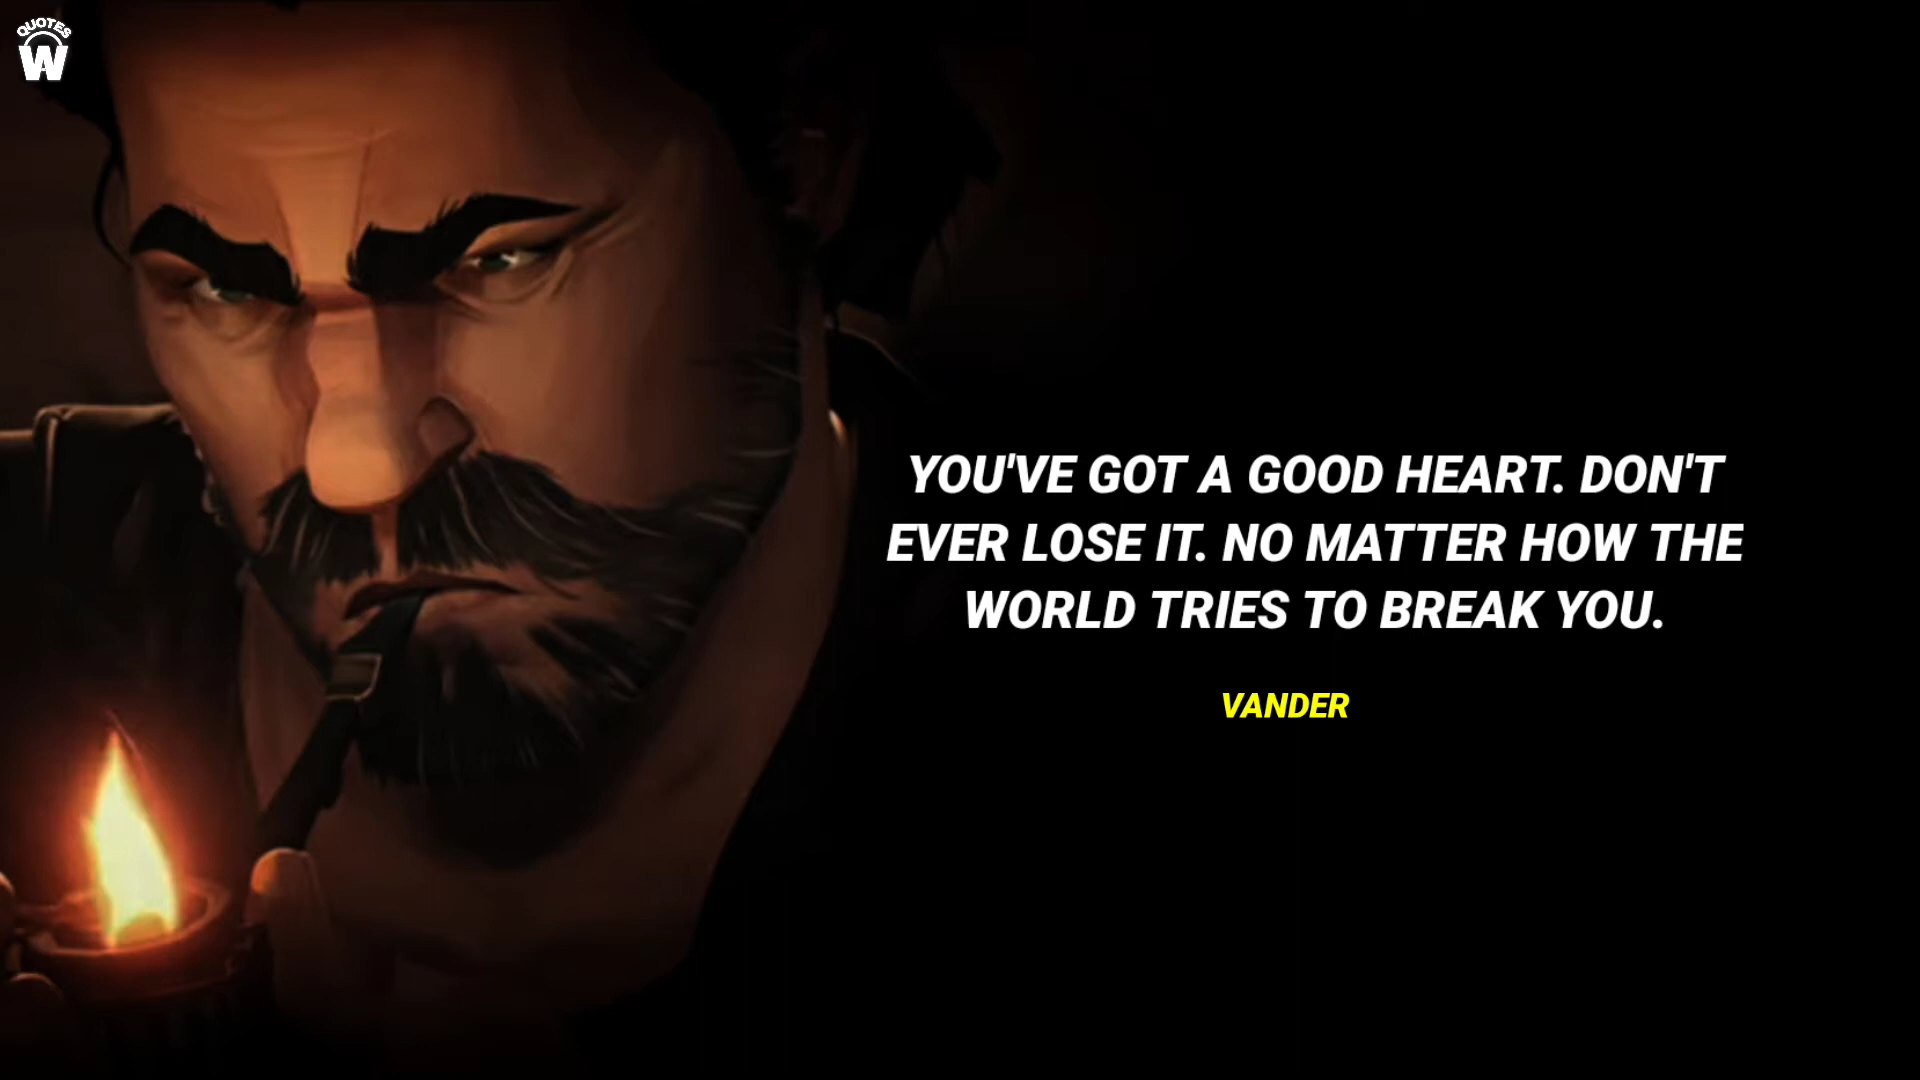 QUOTES
W
YOU'VE GOT A GOOD HEART. DON'T
EVER LOSE IT. NO MATTER HOW THE
WORLD TRIES TO BREAK YOU.
VANDER